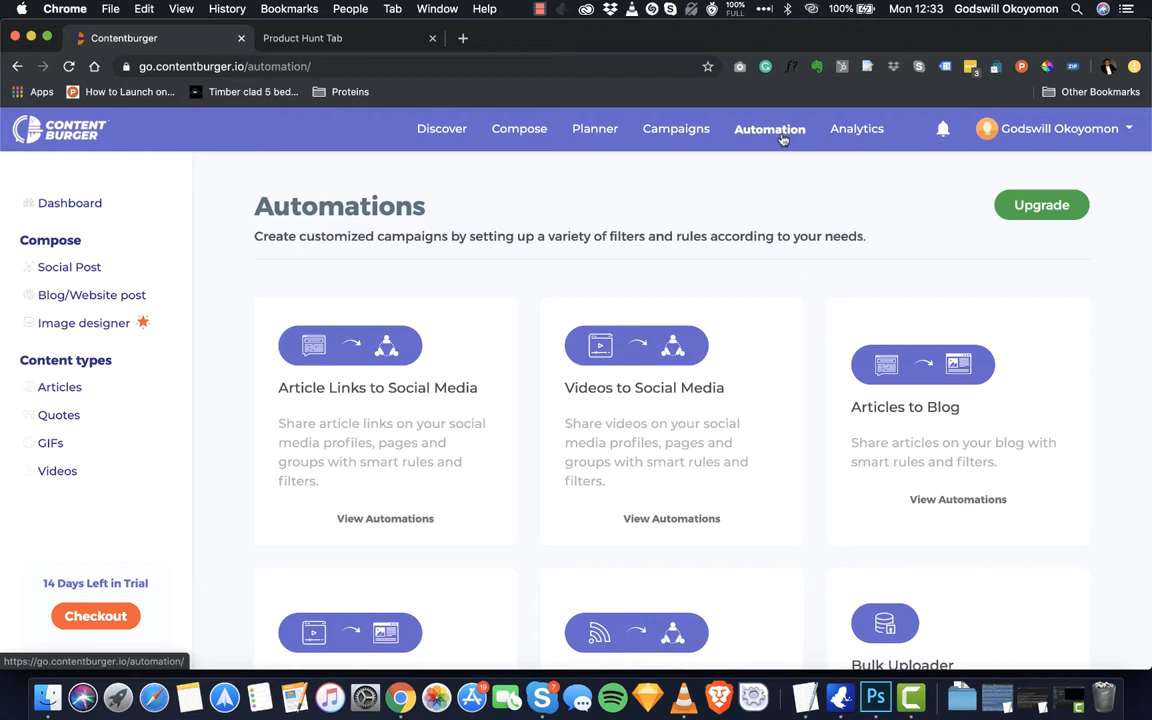 Chrome File Edit View History Bookmarks People Tab Window Help 100% FULL 100% Mon 12:33 Godswill Okoyomon
Contentburger Product Hunt Tab
go.contentburger.io/automation/
Apps How to Launch on... Timber clad 5 bed... Proteins Other Bookmarks
CONTENT BURGER Discover Compose Planner Campaigns Automation Analytics Godswill Okoyomon
Dashboard
Compose
Social Post
Blog/Website post
Image designer
Content types
Articles
Quotes
GIFs
Videos
14 Days Left in Trial
Checkout
https://go.contentburger.io/automation/
Automations
Upgrade
Create customized campaigns by setting up a variety of filters and rules according to your needs.
Article Links to Social Media
Share article links on your social
media profiles, pages and
groups with smart rules and
filters.
View Automations
Videos to Social Media
Share videos on your social
media profiles, pages and
groups with smart rules and
filters.
View Automations
Articles to Blog
Share articles on your blog with
smart rules and filters.
View Automations
Bulk Uploader